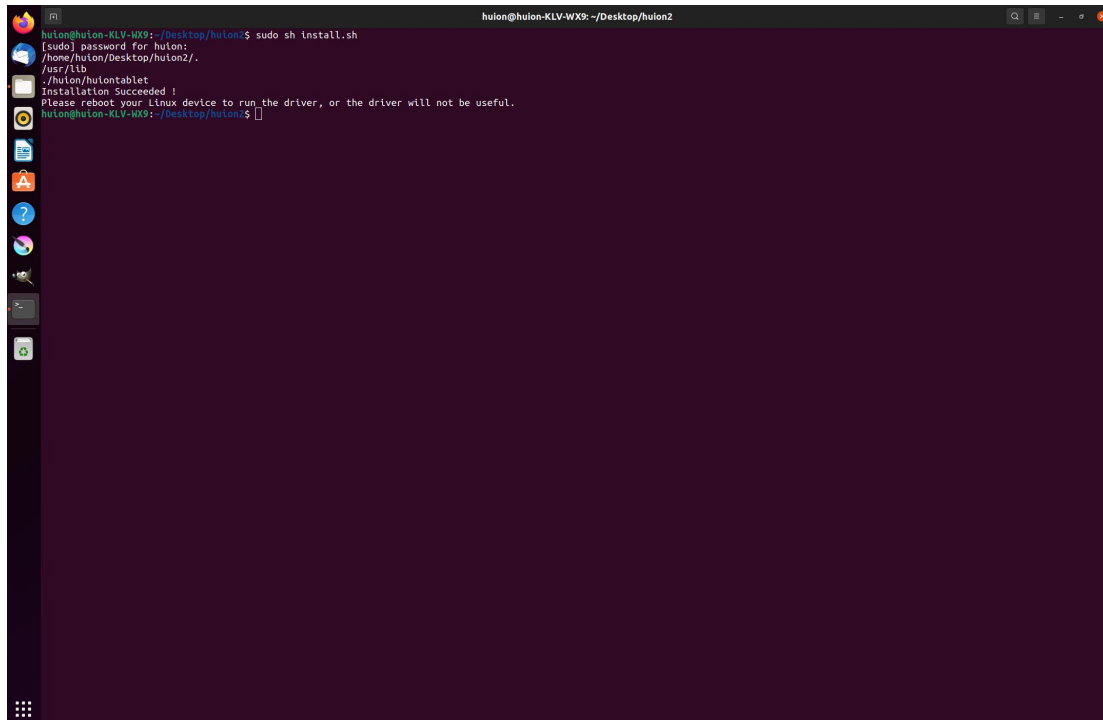 huion@huion-KLV-WX9: ~/Desktop/huion2
huion@huion-KLV-WX9:~/Desktop/huion2$ sudo sh install.sh
[sudo] password for huion:
/home/huion/Desktop/huion2/.
/usr/lib
./huion/huiontablet
Installation Succeeded !
Please reboot your Linux device to run the driver, or the driver will not be useful.
huion@huion-KLV-WX9:~/Desktop/huion2$